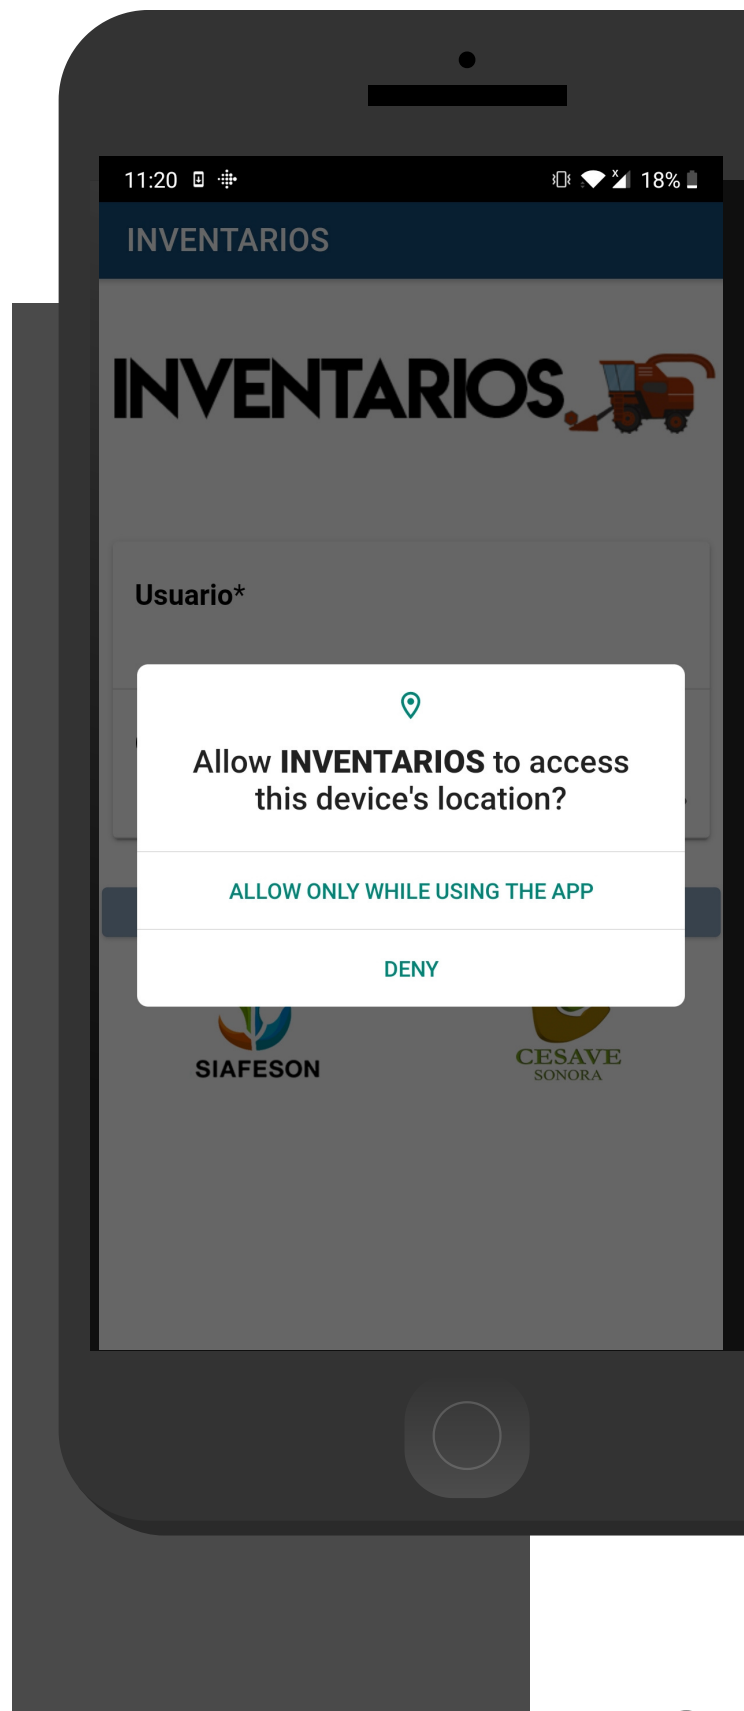 11:20
18%
INVENTARIOS
INVENTARIOS
Usuario*
Allow INVENTARIOS to access
this device's location?
ALLOW ONLY WHILE USING THE APP
DENY
SIAFESON
CESAVE
SONORA